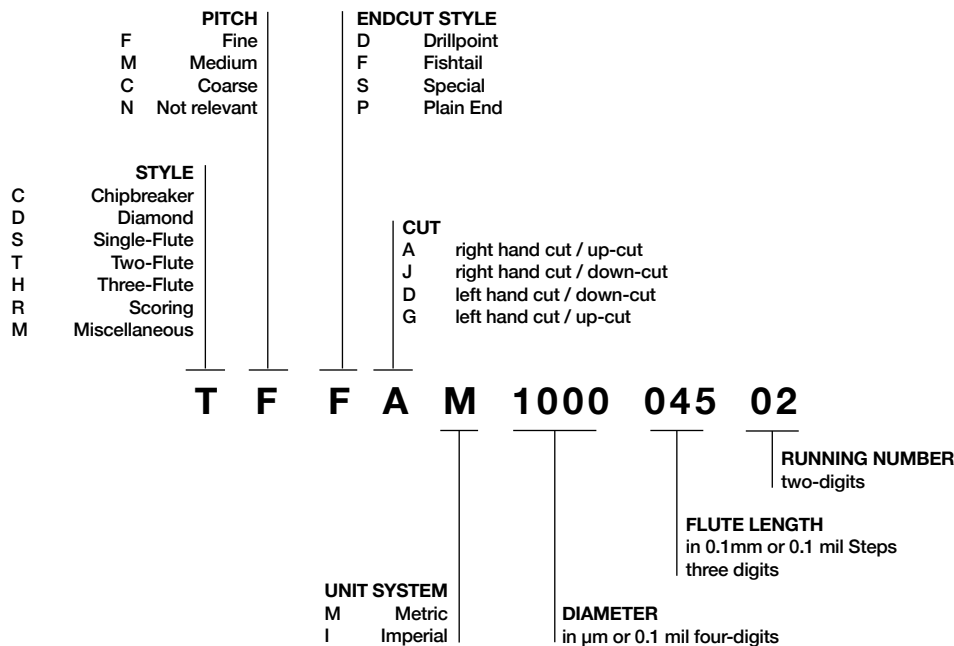 PITCH
F Fine
M Medium
C Coarse
N Not relevant
ENDCUT STYLE
D Drillpoint
F Fishtail
S Special
P Plain End
STYLE
C Chipbreaker
D Diamond
S Single-Flute
T Two-Flute
H Three-Flute
R Scoring
M Miscellaneous
CUT
A right hand cut / up-cut
J right hand cut / down-cut
D left hand cut / down-cut
G left hand cut / up-cut
T F F A M 1000 045 02
RUNNING NUMBER
two-digits
FLUTE LENGTH
in 0.1mm or 0.1 mil Steps
three digits
UNIT SYSTEM
M Metric
I Imperial
DIAMETER
in µm or 0.1 mil four-digits